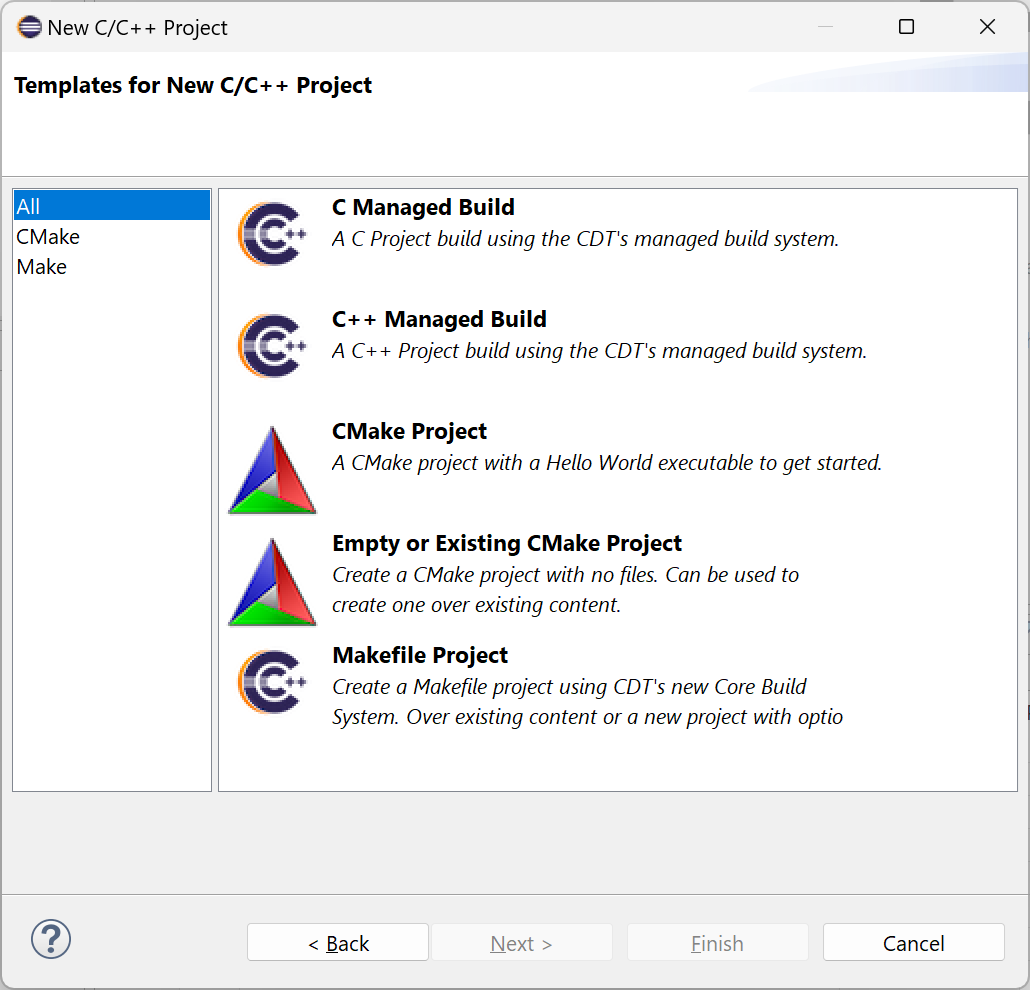 New C/C++ Project
Templates for New C/C++ Project
All
CMake
Make
C Managed Build
A C Project build using the CDT's managed build system.
C++ Managed Build
A C++ Project build using the CDT's managed build system.
CMake Project
A CMake project with a Hello World executable to get started.
Empty or Existing CMake Project
Create a CMake project with no files. Can be used to
create one over existing content.
Makefile Project
Create a Makefile project using CDT's new Core Build
System. Over existing content or a new project with optio
? < Back Next > Finish Cancel